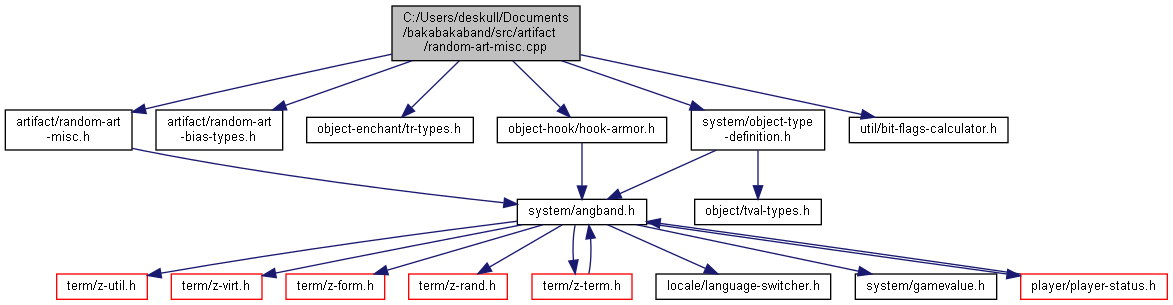 C:/Users/deskull/Documents
/bakabakaband/src/artifact
/random-art-misc.cpp
artifact/random-art
-misc.h
artifact/random-art
-bias-types.h
object-enchant/tr-types.h
object-hook/hook-armor.h
system/object-type
-definition.h
util/bit-flags-calculator.h
system/angband.h
object/tval-types.h
term/z-util.h
term/z-virt.h
term/z-form.h
term/z-rand.h
term/z-term.h
locale/language-switcher.h
system/gamevalue.h
player/player-status.h